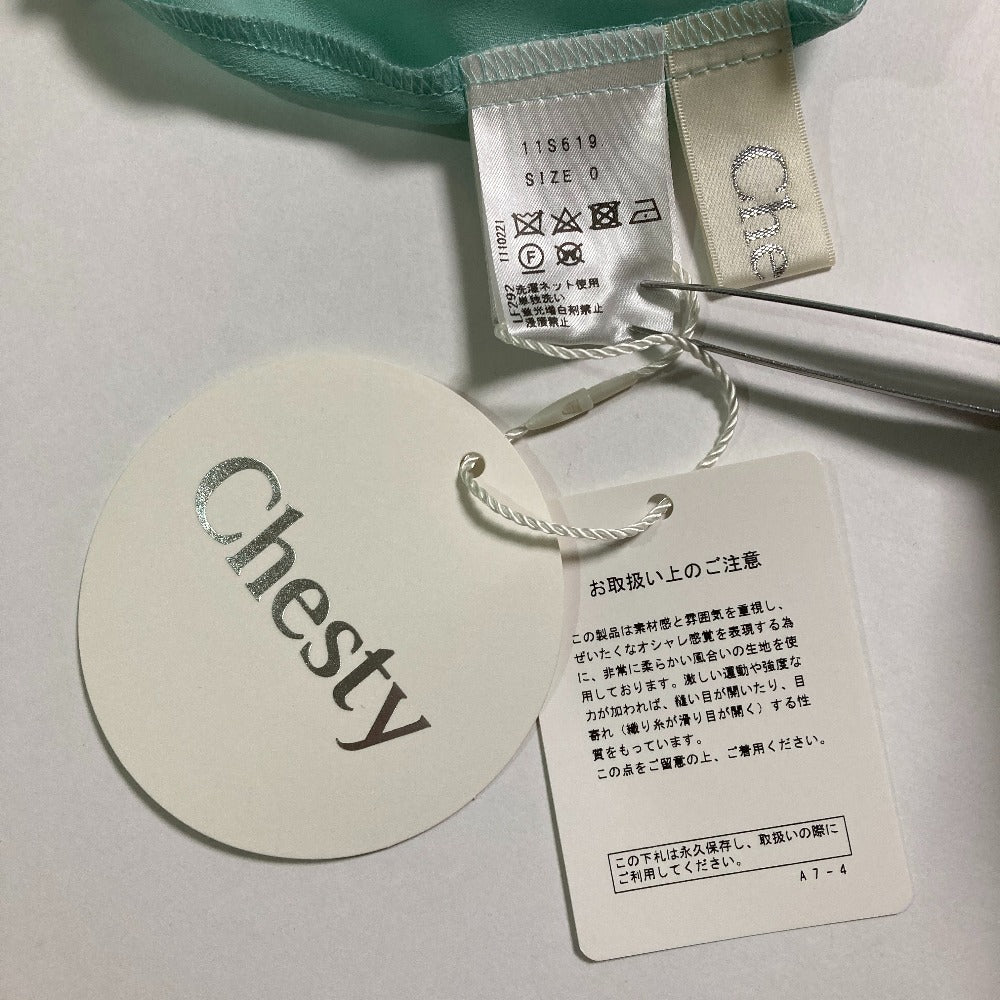 11S619
SIZE 0
F
W
洗濯ネット使用
単独洗い
蛍光増白剤禁止
浸漬禁止
LF292
1110221
Che
Chesty
お取扱い上のご注意
この製品は素材感と雰囲気を重視し、
ぜいたくなオシャレ感覚を表現する為
に、非常に柔らかい風合いの生地を使
用しております。激しい運動や強度な
力が加われば、縫い目が開いたり、目
寄れ（織り糸が滑り目が開く）する性
質をもっています。
この点をご留意の上、ご着用ください。
この下札は永久保存し、取扱いの際に
ご利用してください。
A7-4